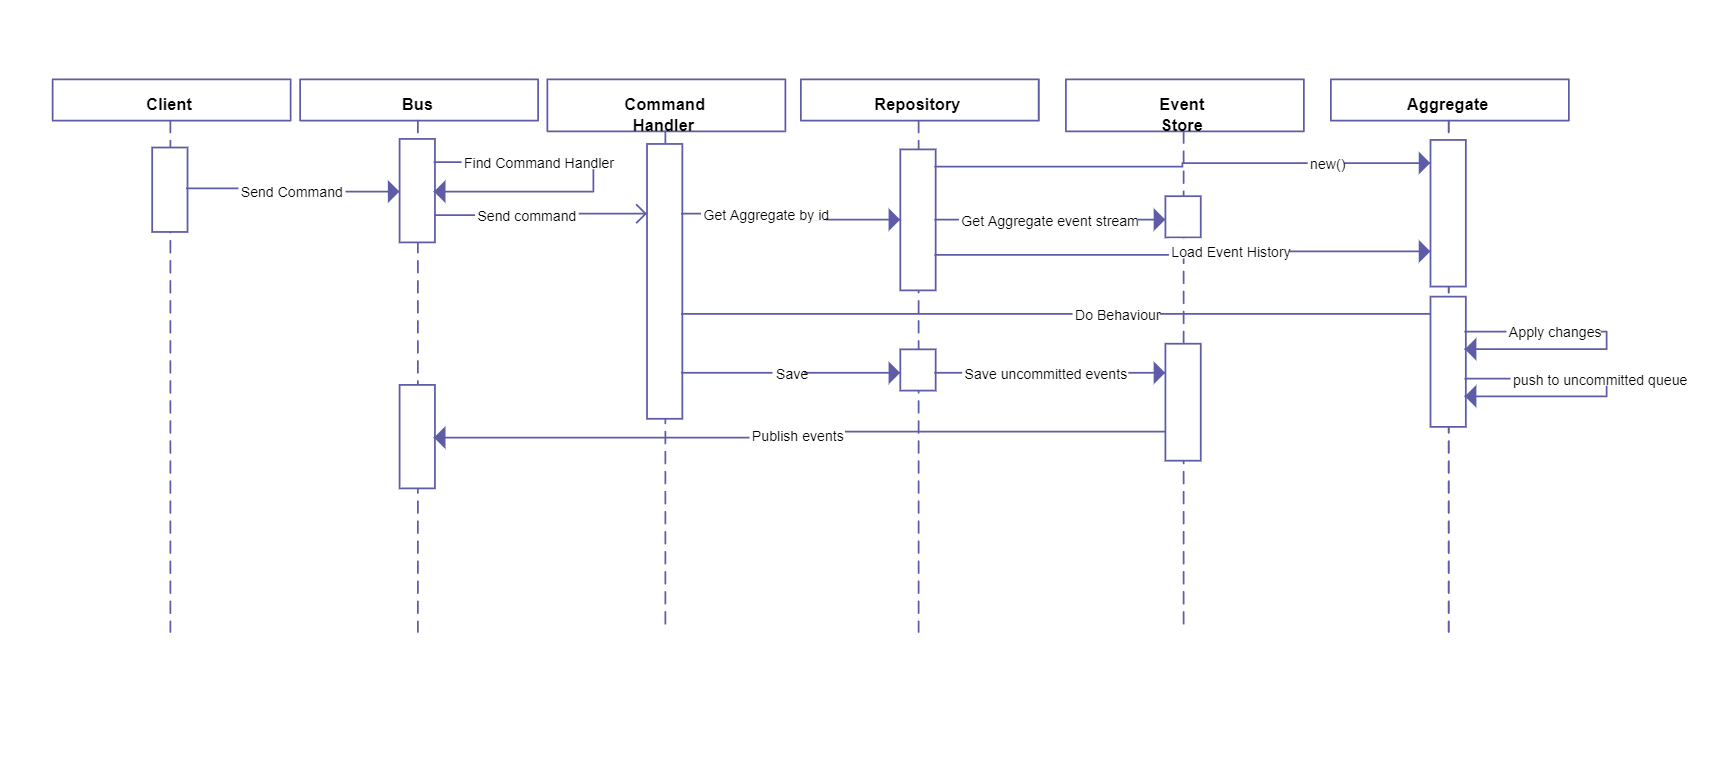 Client
Bus
Command
Handler
Repository
Event
Store
Aggregate
Find Command Handler
new()
Send Command
Send command
Get Aggregate by id
Get Aggregate event stream
Load Event History
Do Behaviour
Apply changes
Save
Save uncommitted events
push to uncommitted queue
Publish events